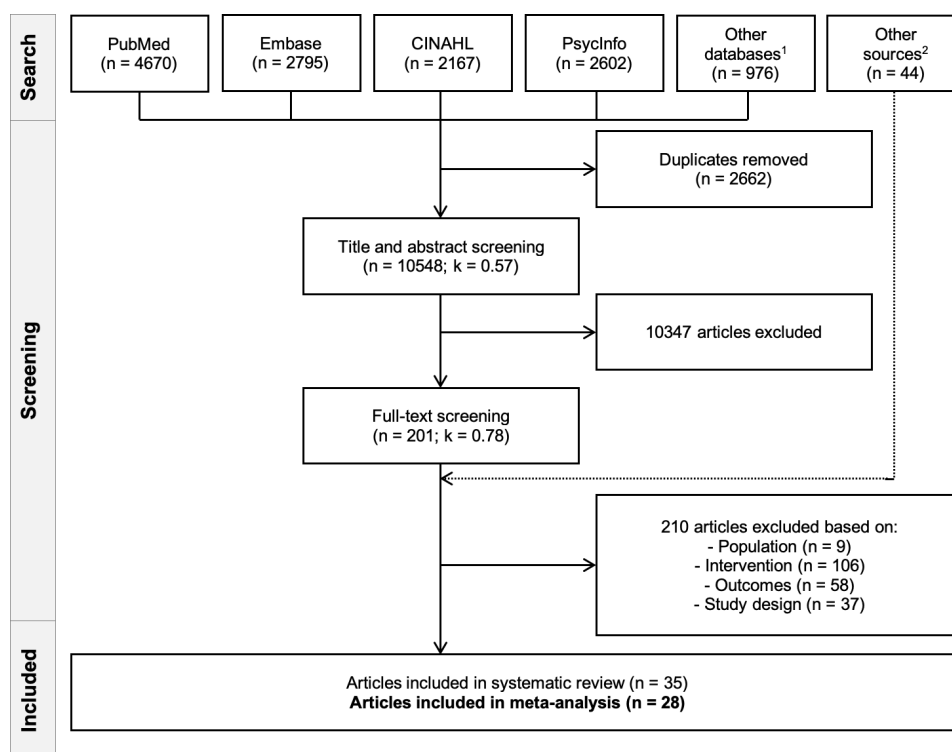 Search
PubMed
(n = 4670)
Embase
(n = 2795)
CINAHL
(n = 2167)
PsycInfo
(n = 2602)
Other
databases¹
(n = 976)
Other
sources²
(n = 44)
Screening
Duplicates removed
(n = 2662)
Title and abstract screening
(n = 10548; k = 0.57)
10347 articles excluded
Full-text screening
(n = 201; k = 0.78)
210 articles excluded based on:
- Population (n = 9)
- Intervention (n = 106)
- Outcomes (n = 58)
- Study design (n = 37)
Included
Articles included in systematic review (n = 35)
Articles included in meta-analysis (n = 28)